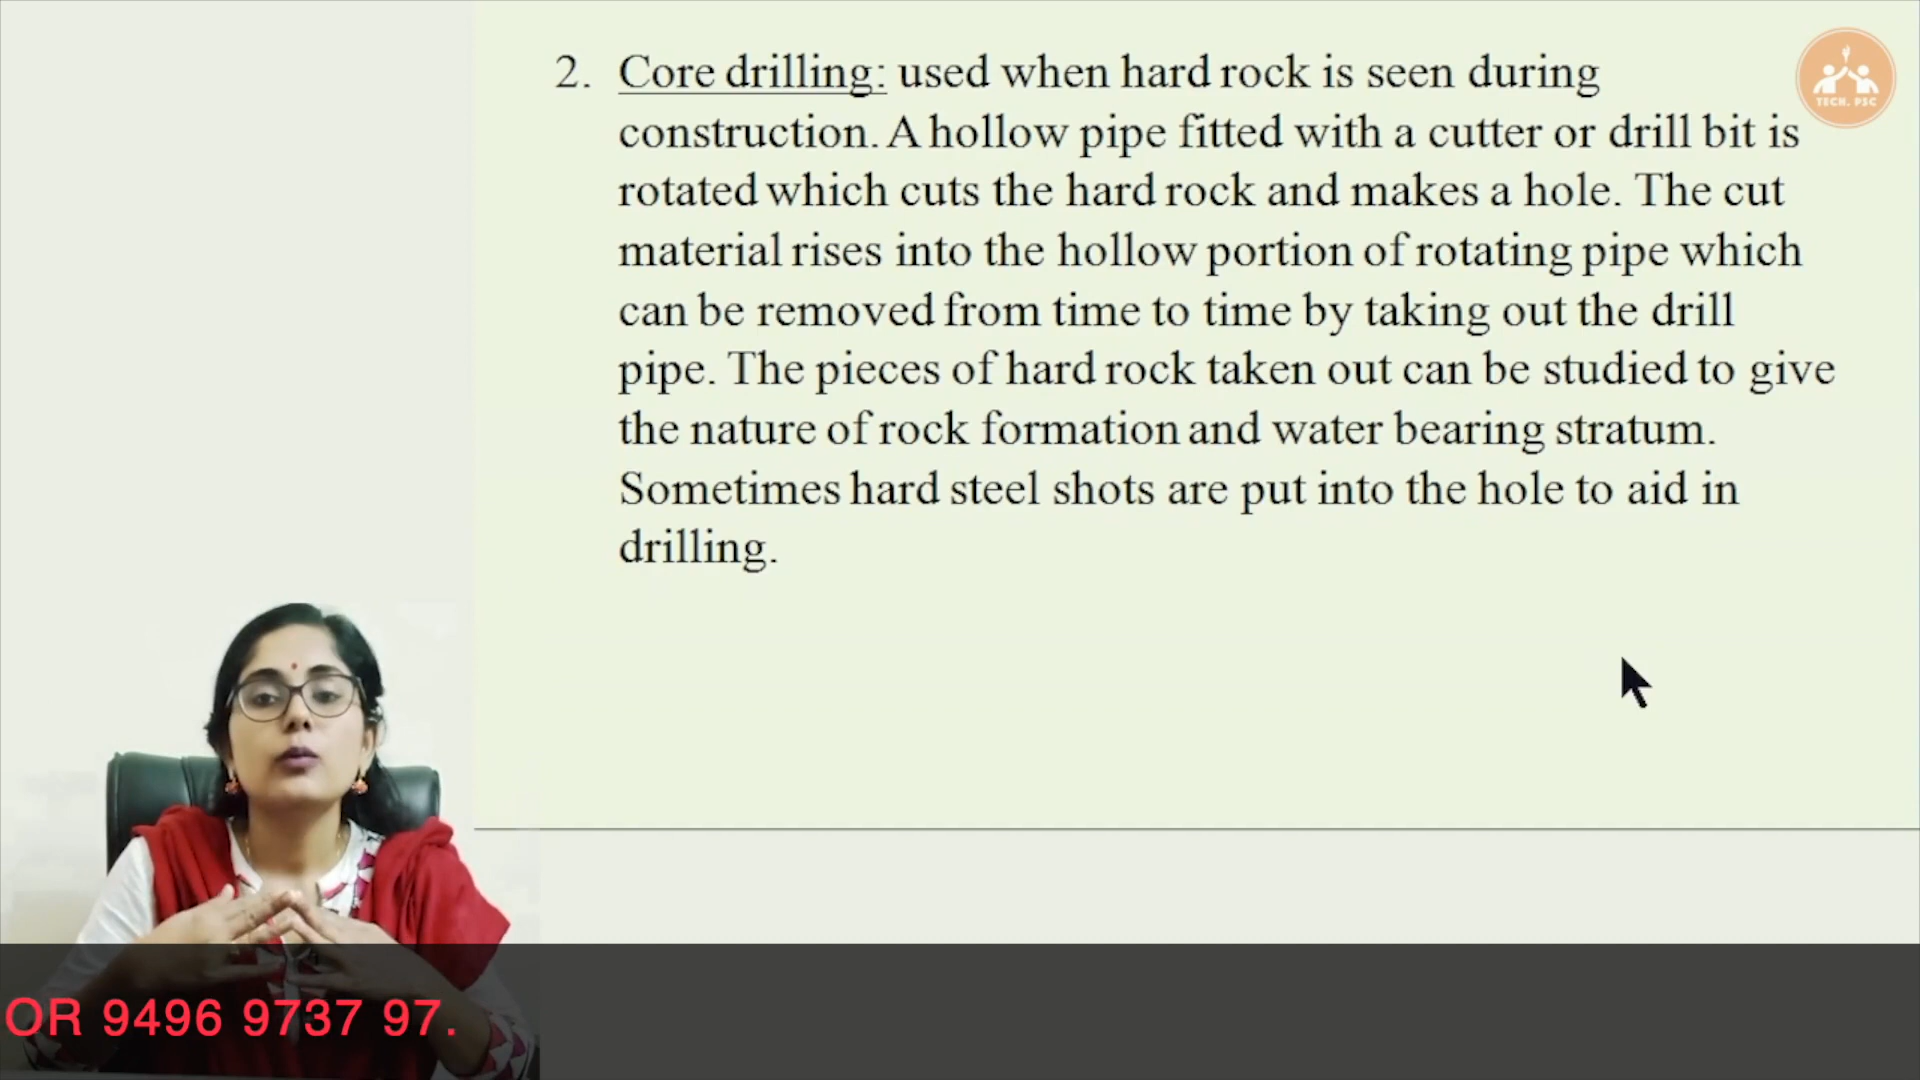 2. Core drilling: used when hard rock is seen during
construction. A hollow pipe fitted with a cutter or drill bit is
rotated which cuts the hard rock and makes a hole. The cut
material rises into the hollow portion of rotating pipe which
can be removed from time to time by taking out the drill
pipe. The pieces of hard rock taken out can be studied to give
the nature of rock formation and water bearing stratum.
Sometimes hard steel shots are put into the hole to aid in
drilling.
TECH. PSC
OR 9496 9737 97.